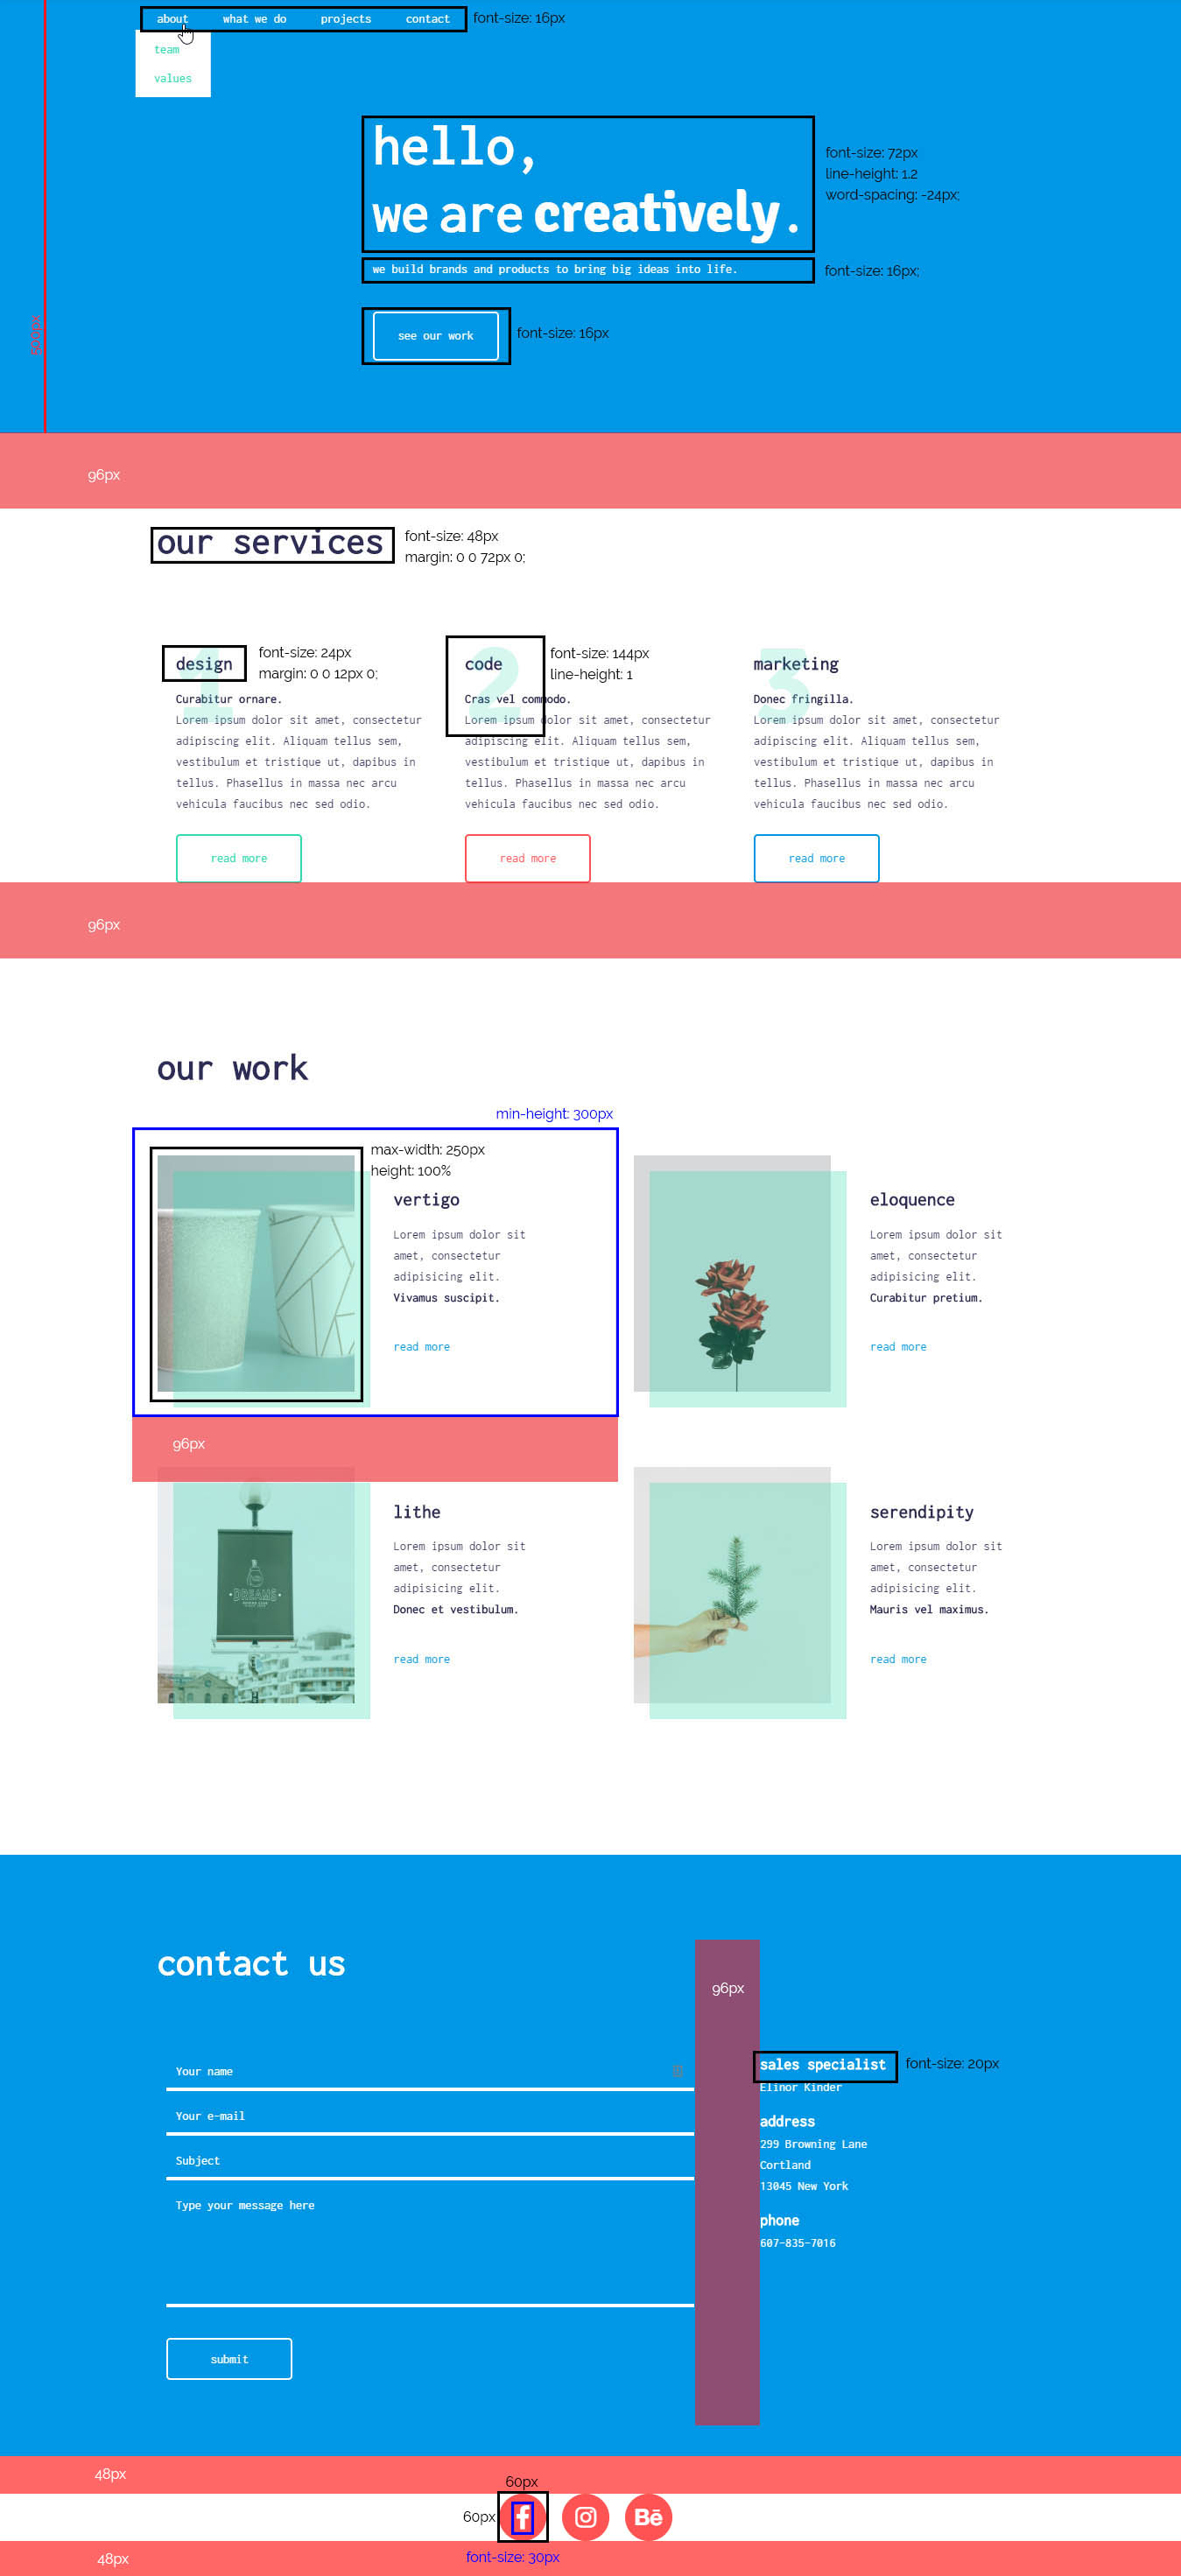 about what we do projects contact font-size: 16px
team
values
hello,
we are creatively.
font-size: 72px
line-height: 1.2
word-spacing: -24px;
we build brands and products to bring big ideas into life.
font-size: 16px;
500px
see our work
font-size: 16px
96px
our services
font-size: 48px
margin: 0 0 72px 0;
1
design
font-size: 24px
margin: 0 0 12px 0;
Curabitur ornare.
Lorem ipsum dolor sit amet, consectetur
adipiscing elit. Aliquam tellus sem,
vestibulum et tristique ut, dapibus in
tellus. Phasellus in massa nec arcu
vehicula faucibus nec sed odio.
read more
2
code
font-size: 144px
line-height: 1
Cras vel commodo.
Lorem ipsum dolor sit amet, consectetur
adipiscing elit. Aliquam tellus sem,
vestibulum et tristique ut, dapibus in
tellus. Phasellus in massa nec arcu
vehicula faucibus nec sed odio.
read more
3
marketing
Donec fringilla.
Lorem ipsum dolor sit amet, consectetur
adipiscing elit. Aliquam tellus sem,
vestibulum et tristique ut, dapibus in
tellus. Phasellus in massa nec arcu
vehicula faucibus nec sed odio.
read more
96px
our work
min-height: 300px
max-width: 250px
height: 100%
vertigo
Lorem ipsum dolor sit
amet, consectetur
adipisicing elit.
Vivamus suscipit.
read more
eloquence
Lorem ipsum dolor sit
amet, consectetur
adipisicing elit.
Curabitur pretium.
read more
96px
DREAMS
lithe
Lorem ipsum dolor sit
amet, consectetur
adipisicing elit.
Donec et vestibulum.
read more
serendipity
Lorem ipsum dolor sit
amet, consectetur
adipisicing elit.
Mauris vel maximus.
read more
contact us
96px
Your name
Your e-mail
Subject
Type your message here
submit
sales specialist
font-size: 20px
Elinor Kinder
address
299 Browning Lane
Cortland
13045 New York
phone
607-835-7016
48px
60px
60px
f
Bē
48px
font-size: 30px